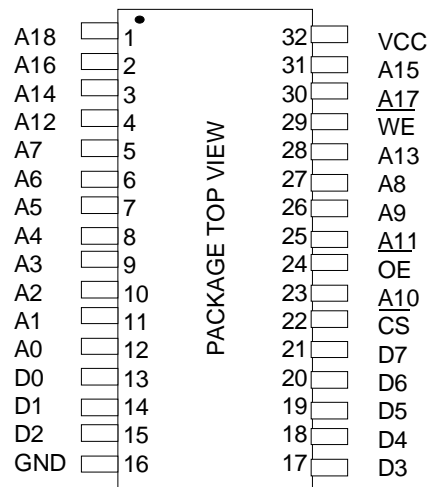 A18 1 32 VCC
A16 2 31 A15
A14 3 30 A17
A12 4 29 WE
A7 5 28 A13
A6 6 27 A8
A5 7 26 A9
A4 8 25 A11
A3 9 24 OE
A2 10 23 A10
A1 11 22 CS
A0 12 21 D7
D0 13 20 D6
D1 14 19 D5
D2 15 18 D4
GND 16 17 D3
PACKAGE TOP VIEW